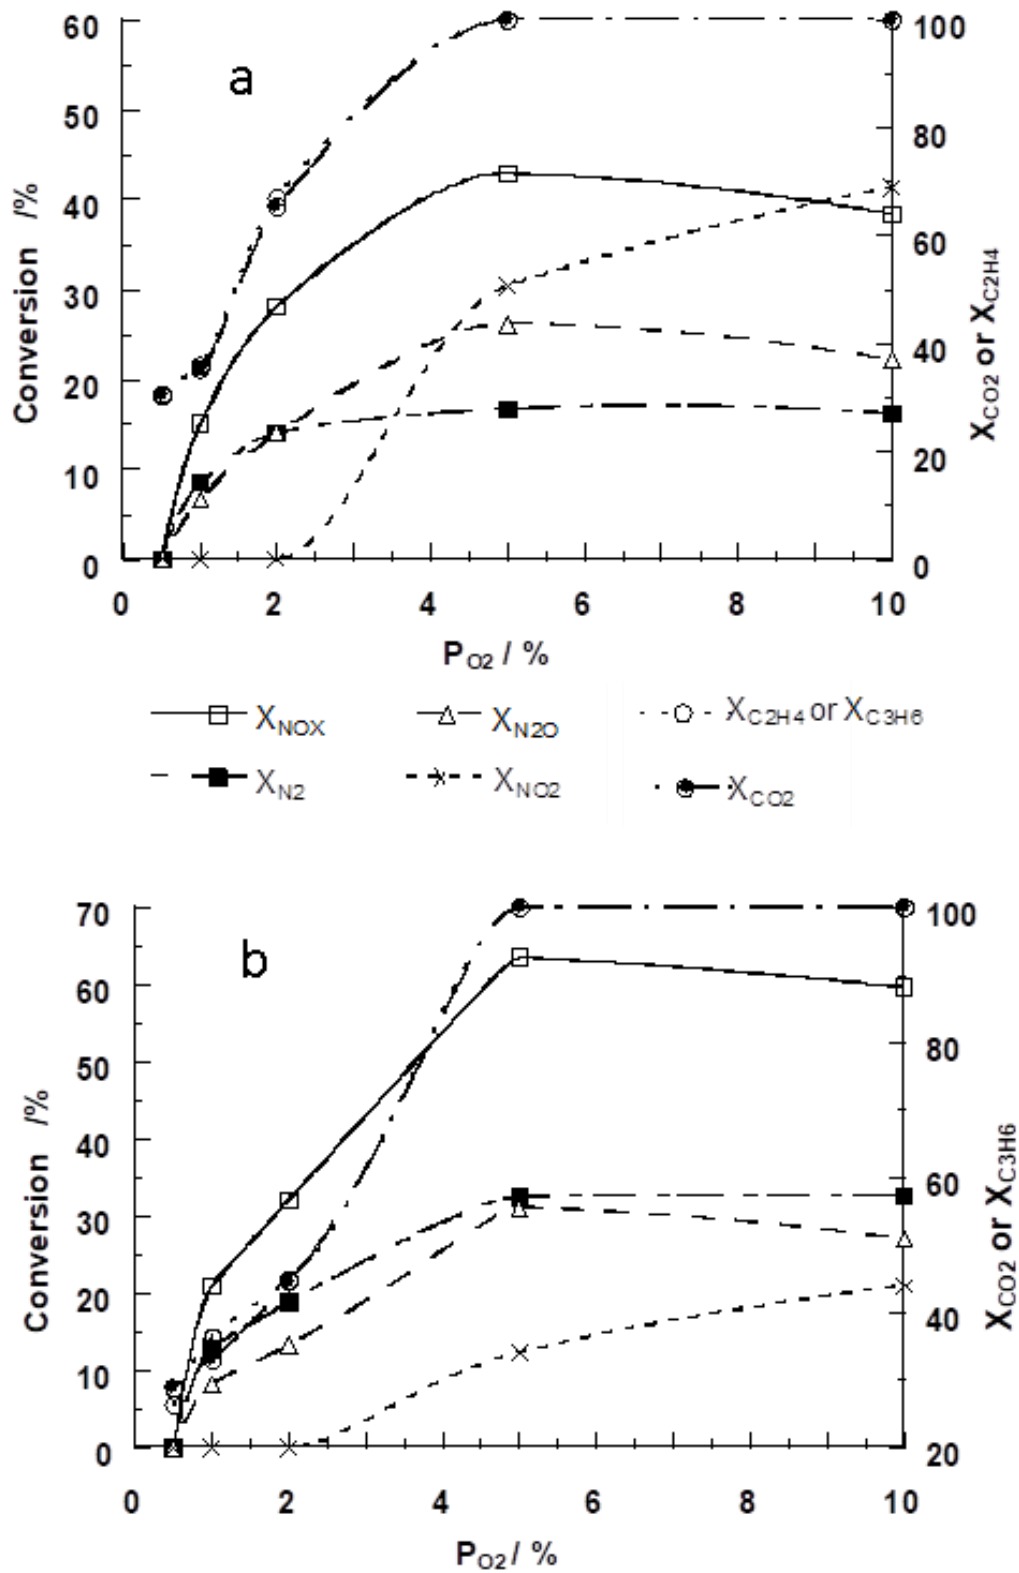 a
60
50
40
30
20
10
0
Conversion /%
100
80
60
40
20
0
XCO2 or XC2H4
0 2 4 6 8 10
PO2 / %
XNOX XN2O XC2H4 or XC3H6
XN2 XNO2 XCO2
b
70
60
50
40
30
20
10
0
Conversion /%
100
80
60
40
20
XCO2 or XC3H6
0 2 4 6 8 10
PO2 / %